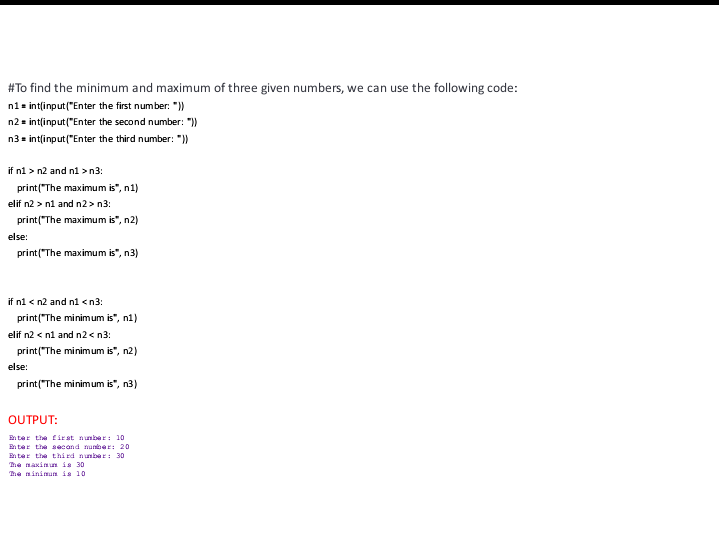 #To find the minimum and maximum of three given numbers, we can use the following code:
n1 = int(input("Enter the first number: "))
n2 = int(input("Enter the second number: "))
n3 = int(input("Enter the third number: "))
if n1 > n2 and n1 > n3:
print("The maximum is", n1)
elif n2 > n1 and n2 > n3:
print("The maximum is", n2)
else:
print("The maximum is", n3)
if n1 < n2 and n1 < n3:
print("The minimum is", n1)
elif n2 < n1 and n2 < n3:
print("The minimum is", n2)
else:
print("The minimum is", n3)
OUTPUT:
Enter the first number: 10
Enter the second number: 20
Enter the third number: 30
The maximum is 30
The minimum is 10